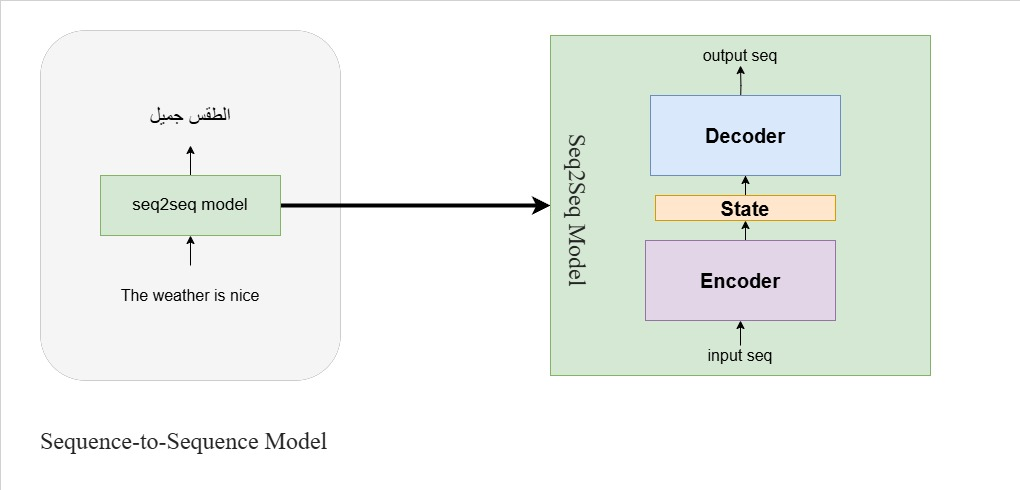 الطقس جميل
seq2seq model
The weather is nice
Seq2Seq Model
output seq
Decoder
State
Encoder
input seq
Sequence-to-Sequence Model